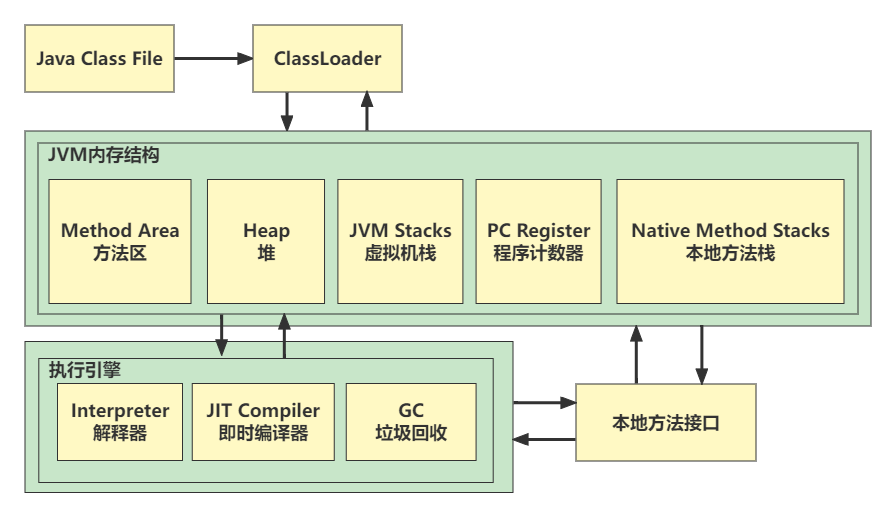 Java Class File
ClassLoader
JVM内存结构
Method Area
方法区
Heap
堆
JVM Stacks
虚拟机栈
PC Register
程序计数器
Native Method Stacks
本地方法栈
执行引擎
Interpreter
解释器
JIT Compiler
即时编译器
GC
垃圾回收
本地方法接口